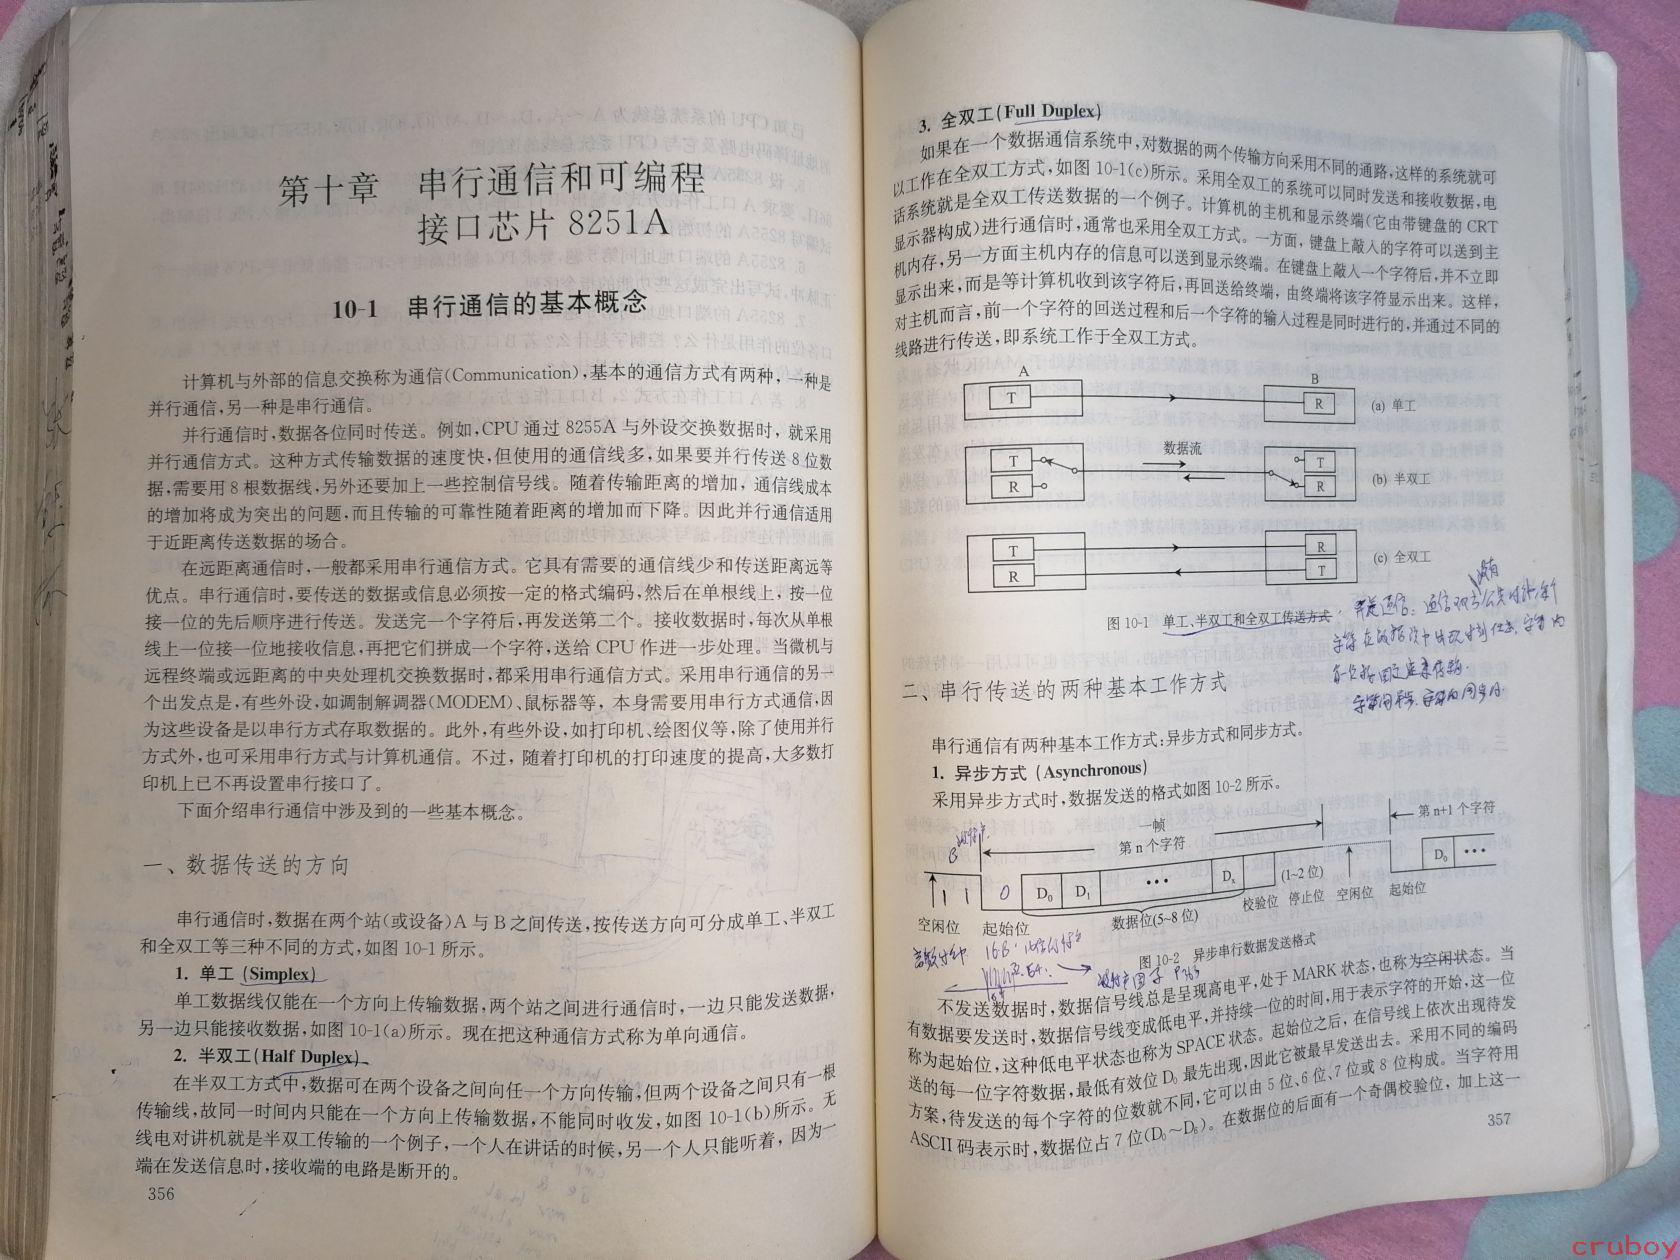 第十章 串行通信和可编程
接口芯片 8251A
10-1 串行通信的基本概念
计算机与外部的信息交换称为通信(Communication),基本的通信方式有两种,一种是
并行通信,另一种是串行通信。
并行通信时,数据各位同时传送。例如,CPU 通过 8255A 与外设交换数据时,就采用
并行通信方式。这种方式传输数据的速度快,但使用的通信线多,如果要并行传送 8 位数
据,需要用 8 根数据线,另外还要加上一些控制信号线。随着传输距离的增加,通信线成本
的增加将成为突出的问题,而且传输的可靠性随着距离的增加而下降。因此并行通信适用
于近距离传送数据的场合。
在远距离通信时,一般都采用串行通信方式。它具有需要的通信线少和传送距离远等
优点。串行通信时,要传送的数据或信息必须按一定的格式编码,然后在单根线上,按一位
接一位的先后顺序进行传送。发送完一个字符后,再发送第二个。接收数据时,每次从单根
线上一位接一位地接收信息,再把它们拼成一个字符,送给 CPU 作进一步处理。当微机与
远程终端或远距离的中央处理机交换数据时,都采用串行通信方式。采用串行通信的另一
个出发点是,有些外设,如调制解调器(MODEM)、鼠标器等,本身需要用串行方式通信,因
为这些设备是以串行方式存取数据的。此外,有些外设,如打印机、绘图仪等,除了使用并行
方式外,也可采用串行方式与计算机通信。不过,随着打印机的打印速度的提高,大多数打
印机上已不再设置串行接口了。
下面介绍串行通信中涉及到的一些基本概念。
一、数据传送的方向
串行通信时,数据在两个站(或设备)A 与 B 之间传送,按传送方向可分成单工、半双工
和全双工等三种不同的方式,如图 10-1 所示。
1. 单工 (Simplex)
单工数据线仅能在一个方向上传输数据,两个站之间进行通信时,一边只能发送数据,
另一边只能接收数据,如图 10-1(a)所示。现在把这种通信方式称为单向通信。
2. 半双工(Half Duplex)
在半双工方式中,数据可在两个设备之间向任一个方向传输,但两个设备之间只有一根
传输线,故同一时间内只能在一个方向上传输数据,不能同时收发,如图 10-1(b)所示。无
线电对讲机就是半双工传输的一个例子,一个人在讲话的时候,另一个人只能听着,因为一
端在发送信息时,接收端的电路是断开的。
356
3. 全双工(Full Duplex)
如果在一个数据通信系统中,对数据的两个传输方向采用不同的通路,这样的系统就可
以工作在全双工方式,如图 10-1(c)所示。采用全双工的系统可以同时发送和接收数据,电
话系统就是全双工传送数据的一个例子。计算机的主机和显示终端(它由带键盘的 CRT
显示器构成)进行通信时,通常也采用全双工方式。一方面,键盘上敲入的字符可以送到主
机内存,另一方面主机内存的信息可以送到显示终端。在键盘上敲入一个字符后,并不立即
显示出来,而是等计算机收到该字符后,再回送给终端,由终端将该字符显示出来。这样,
对主机而言,前一个字符的回送过程和后一个字符的输入过程是同时进行的,并通过不同的
线路进行传送,即系统工作于全双工方式。
A B
T R (a) 单工
数据流
T T
R R (b) 半双工
T R
R T (c) 全双工
图 10-1 单工、半双工和全双工传送方式
二、串行传送的两种基本工作方式
串行通信有两种基本工作方式:异步方式和同步方式。
1. 异步方式 (Asynchronous)
采用异步方式时,数据发送的格式如图 10-2 所示。
一帧
第 n 个字符 第 n+1 个字符
1 1 0 D0 D1 ··· Dx (1~2 位) D0 ···
空闲位 起始位 数据位(5~8 位) 校验位 停止位 空闲位 起始位
图 10-2 异步串行数据发送格式
不发送数据时,数据信号线总是呈现高电平,处于 MARK 状态,也称为空闲状态。当
有数据要发送时,数据信号线变成低电平,并持续一位的时间,用于表示字符的开始,这一位
称为起始位,这种低电平状态也称为 SPACE 状态。起始位之后,在信号线上依次出现待发
送的每一位字符数据,最低有效位 D0 最先出现,因此它被最早发送出去。采用不同的编码
方案,待发送的每个字符的位数就不同,它可以由 5 位、6 位、7 位或 8 位构成。当字符用
ASCII 码表示时,数据位占 7 位(D0～D6)。在数据位的后面有一个奇偶校验位,加上这一
357
cruboy